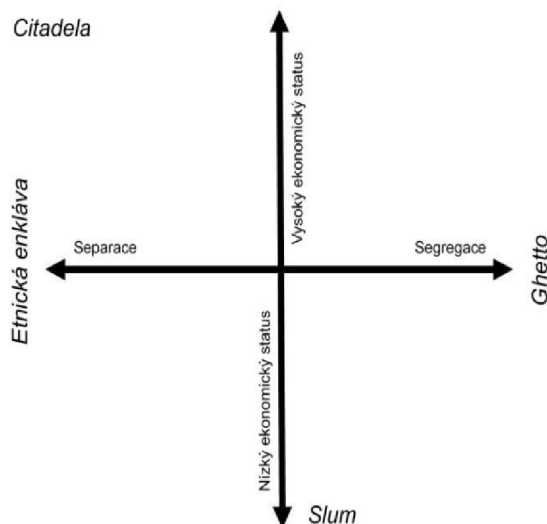 Citadela
Vysoký ekonomický status
Etnická enkláva
Separace
Segregace
Ghetto
Nízký ekonomický status
Slum